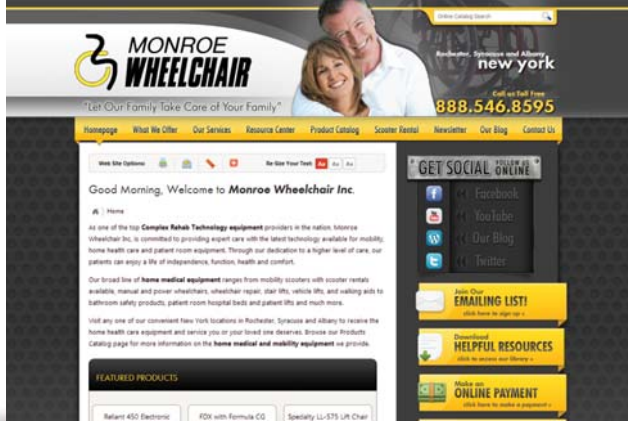 Online Catalog Search
MONROE
WHEELCHAIR
"Let Our Family Take Care of Your Family"
Rochester, Syracuse and Albany
new york
Call us Toll Free
888.546.8595
Homepage What We Offer Our Services Resource Center Product Catalog Scooter Rental Newsletter Our Blog Contact Us
Web Site Options: Re-Size Your Text: Aa Aa Aa
Good Morning, Welcome to Monroe Wheelchair Inc.
Home
As one of the top Complex Rehab Technology equipment providers in the nation, Monroe
Wheelchair Inc, is committed to providing expert care with the latest technology available for mobility,
home health care and patient room equipment. Through our dedication to a higher level of care, our
patients can enjoy a life of independence, function, health and comfort.
Our broad line of home medical equipment ranges from mobility scooters with scooter rentals
available, manual and power wheelchairs, wheelchair repair, stair lifts, vehicle lifts, and walking aids to
bathroom safety products, patient room hospital beds and patient lifts and much more.
Visit any one of our convenient New York locations in Rochester, Syracuse and Albany to receive the
home health care equipment and service you or your loved one deserves. Browse our Products
Catalog page for more information on the home medical and mobility equipment we provide.
FEATURED PRODUCTS
Reliant 450 Electronic FDX with Formula CG Specialty LL-575 Lift Chair
GET SOCIAL FOLLOW US ONLINE
Facebook
YouTube
Our Blog
Twitter
Join Our
EMAILING LIST!
click here to sign up »
Download
HELPFUL RESOURCES
click to access our library »
Make an
ONLINE PAYMENT
click here to make a payment »